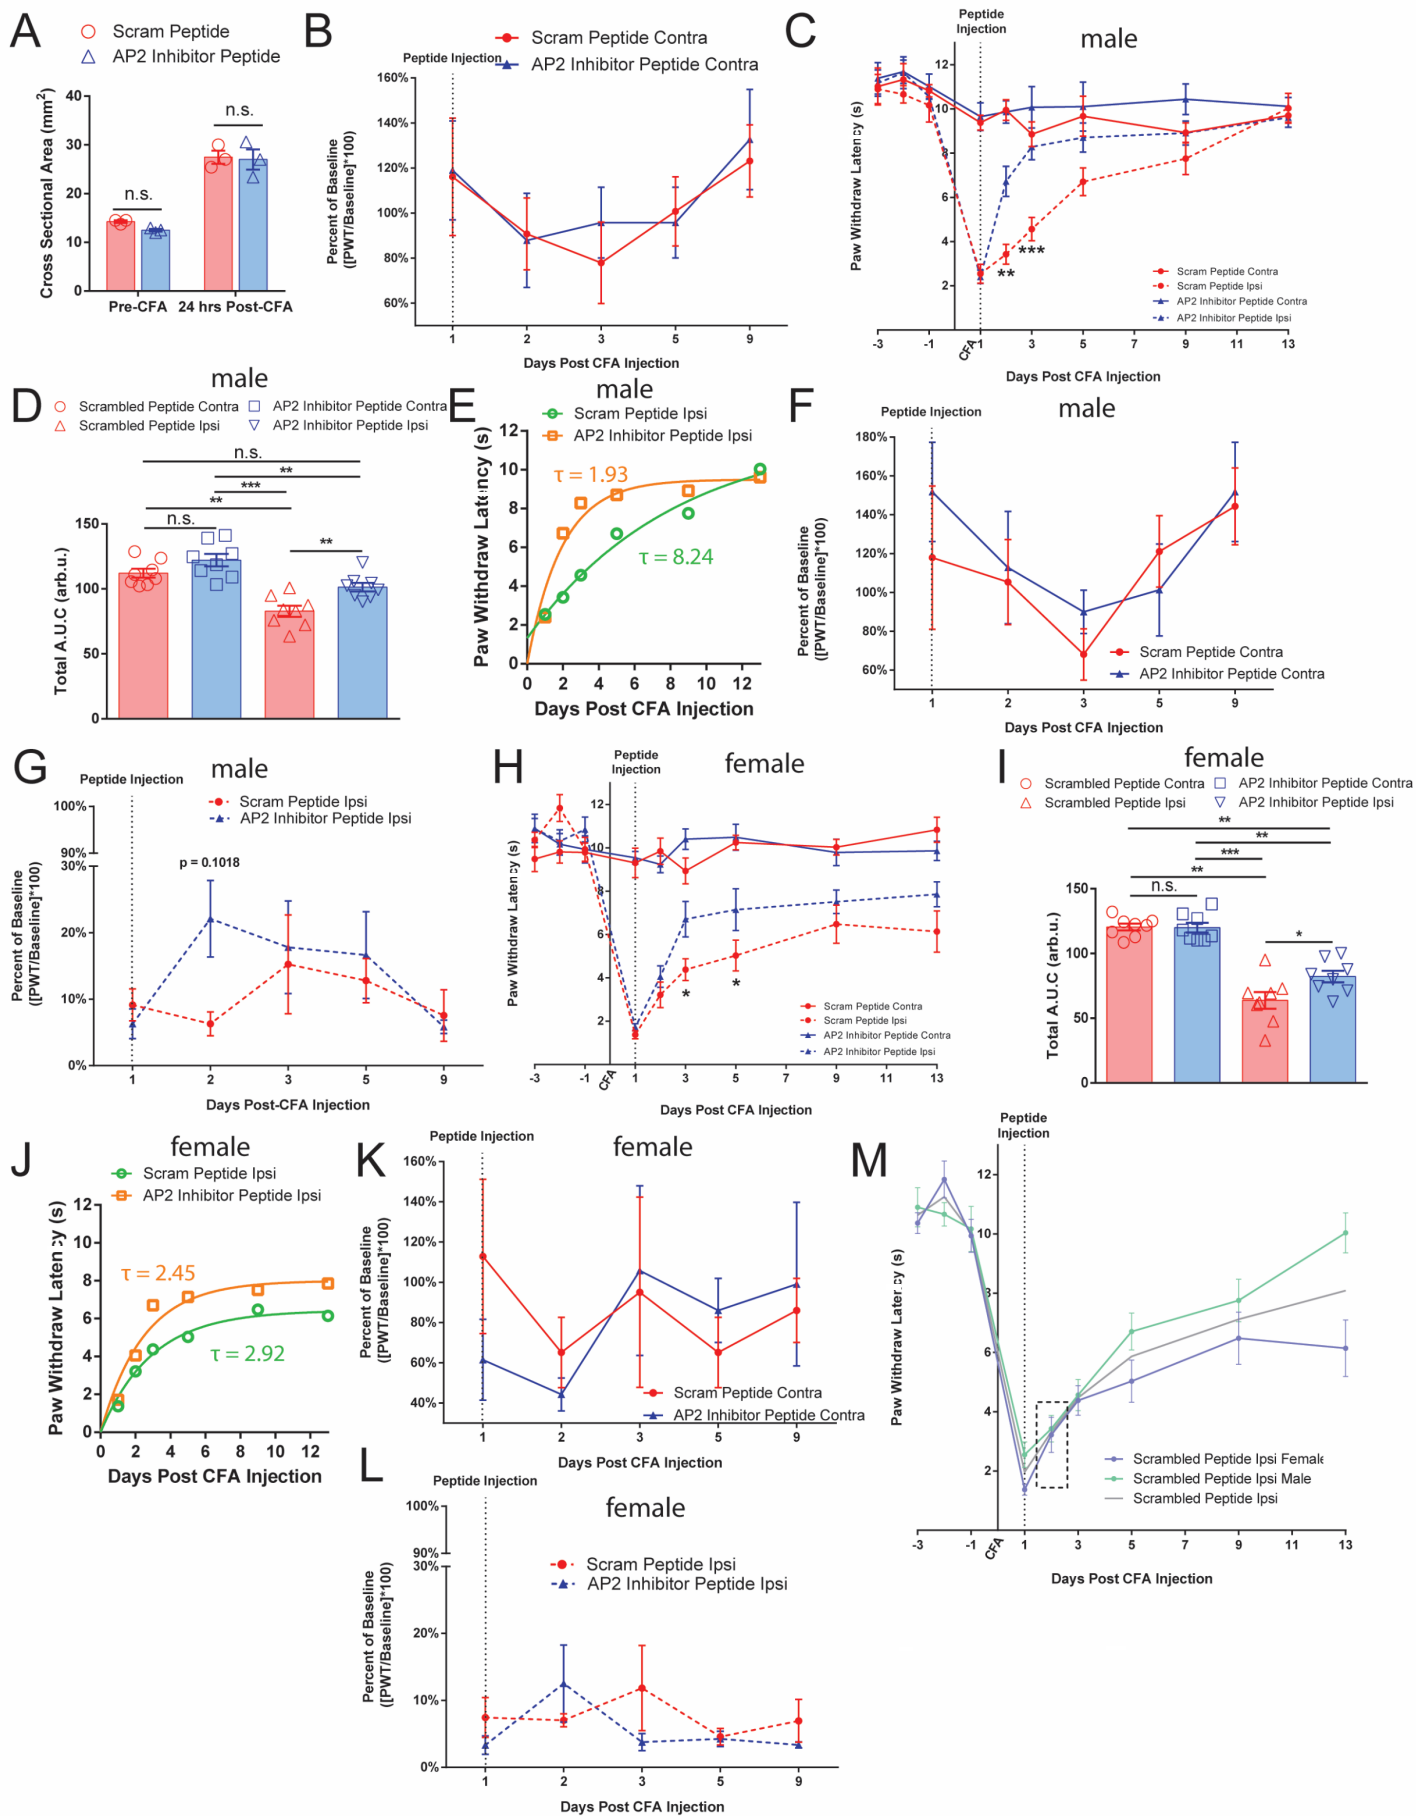 A
Scram Peptide
AP2 Inhibitor Peptide
Cross Sectional Area (mm²)
40
30
20
10
0
n.s.
n.s.
Pre-CFA
24 hrs Post-CFA
B
Scram Peptide Contra
AP2 Inhibitor Peptide Contra
Peptide Injection
Percent of Baseline
([PWT/Baseline]*100)
160%
140%
120%
100%
80%
60%
1 2 3 5 9
Days Post CFA Injection
C
Peptide
Injection
male
Paw Withdraw Latency (s)
12
10
8
6
4
2
**
***
Scram Peptide Contra
Scram Peptide Ipsi
AP2 Inhibitor Peptide Contra
AP2 Inhibitor Peptide Ipsi
-3 -1 CFA 1 3 5 7 9 11 13
Days Post CFA Injection
D
male
Scrambled Peptide Contra
AP2 Inhibitor Peptide Contra
Scrambled Peptide Ipsi
AP2 Inhibitor Peptide Ipsi
n.s.
**
***
**
n.s.
**
Total A.U.C (arb.u.)
150
100
50
0
E
male
Scram Peptide Ipsi
AP2 Inhibitor Peptide Ipsi
Paw Withdraw Latency (s)
12
10
8
6
4
2
0
τ = 1.93
τ = 8.24
0 2 4 6 8 10 12
Days Post CFA Injection
F
Peptide Injection
male
Percent of Baseline
([PWT/Baseline]*100)
180%
160%
140%
120%
100%
80%
60%
Scram Peptide Contra
AP2 Inhibitor Peptide Contra
1 2 3 5 9
Days Post CFA Injection
G
Peptide Injection
male
Scram Peptide Ipsi
AP2 Inhibitor Peptide Ipsi
Percent of Baseline
([PWT/Baseline]*100)
100%
90%
30%
20%
10%
0%
p = 0.1018
1 2 3 5 9
Days Post-CFA Injection
H
Peptide
Injection
female
Paw Withdraw Latency (s)
12
10
8
6
4
2
*
*
Scram Peptide Contra
Scram Peptide Ipsi
AP2 Inhibitor Peptide Contra
AP2 Inhibitor Peptide Ipsi
-3 -1 CFA 1 3 5 7 9 11 13
Days Post CFA Injection
I
female
Scrambled Peptide Contra
AP2 Inhibitor Peptide Contra
Scrambled Peptide Ipsi
AP2 Inhibitor Peptide Ipsi
**
**
***
**
n.s.
*
Total A.U.C (arb.u.)
150
100
50
0
J
female
Scram Peptide Ipsi
AP2 Inhibitor Peptide Ipsi
Paw Withdraw Latency (s)
12
10
8
6
4
2
0
τ = 2.45
τ = 2.92
0 2 4 6 8 10 12
Days Post CFA Injection
K
Peptide Injection
female
Percent of Baseline
([PWT/Baseline]*100)
160%
140%
120%
100%
80%
60%
40%
Scram Peptide Contra
AP2 Inhibitor Peptide Contra
1 2 3 5 9
Days Post CFA Injection
L
Peptide Injection
female
Scram Peptide Ipsi
AP2 Inhibitor Peptide Ipsi
Percent of Baseline
([PWT/Baseline]*100)
100%
90%
30%
20%
10%
0%
1 2 3 5 9
Days Post CFA Injection
M
Peptide
Injection
Paw Withdraw Latency (s)
12
10
8
6
4
2
Scrambled Peptide Ipsi Female
Scrambled Peptide Ipsi Male
Scrambled Peptide Ipsi
-3 -1 CFA 1 3 5 7 9 11 13
Days Post CFA Injection